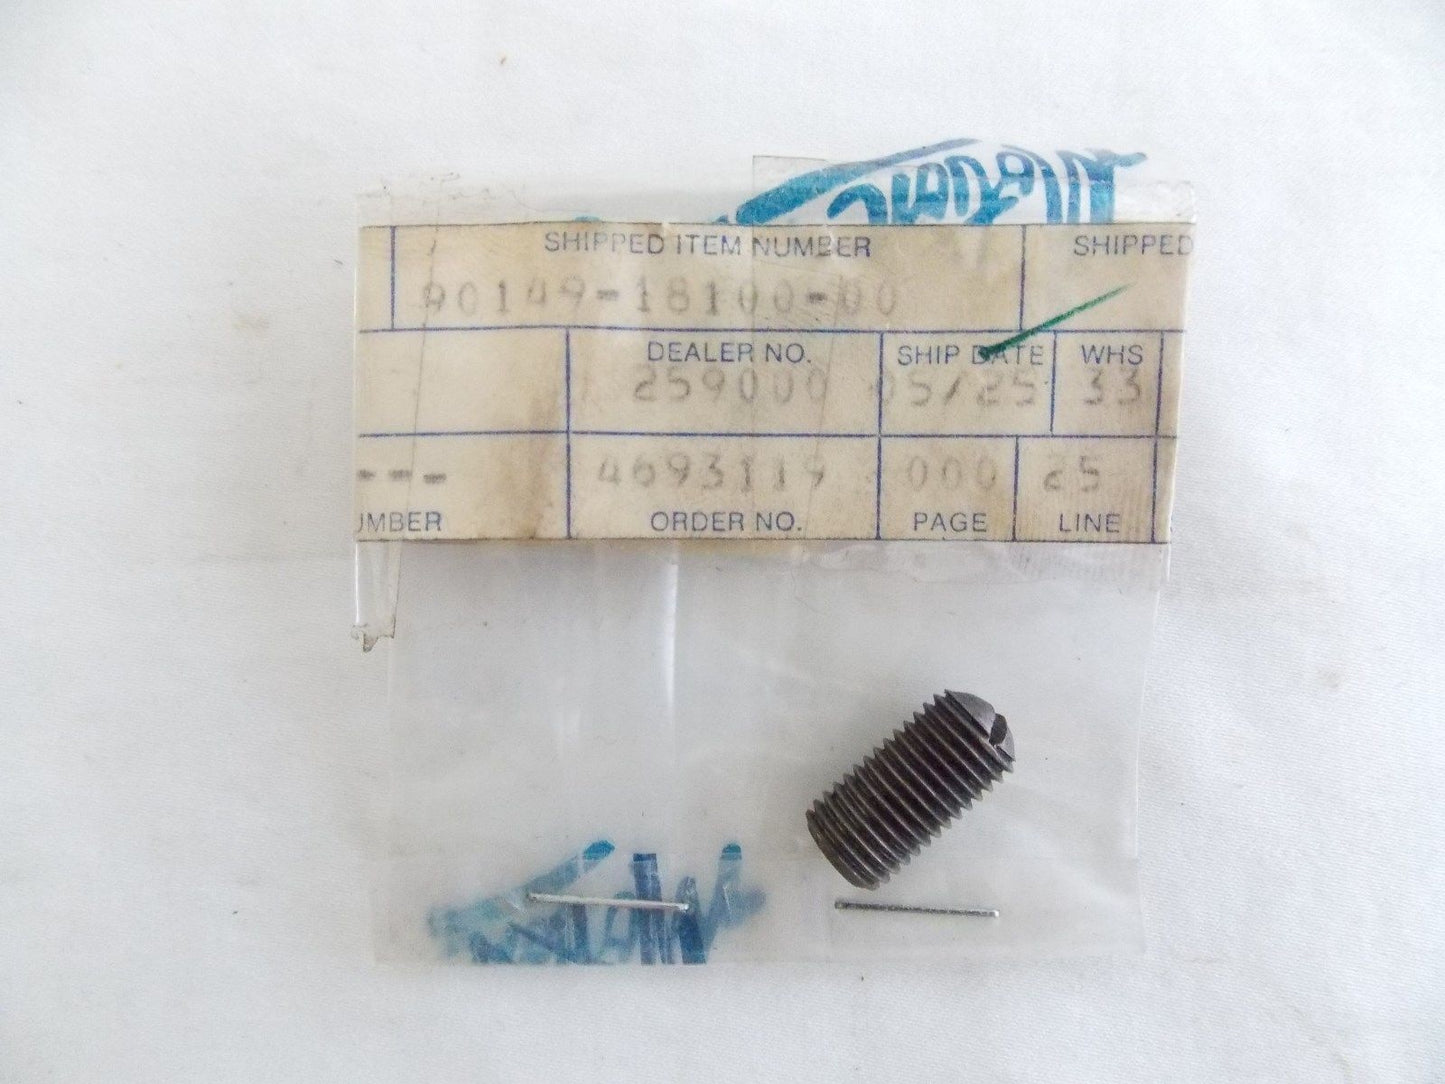 SHIPPED ITEM NUMBER SHIPPED
90149-18100-00
DEALER NO. SHIP DATE WHS
259000 05/25 33
--- 4693119 000 25
UMBER ORDER NO. PAGE LINE